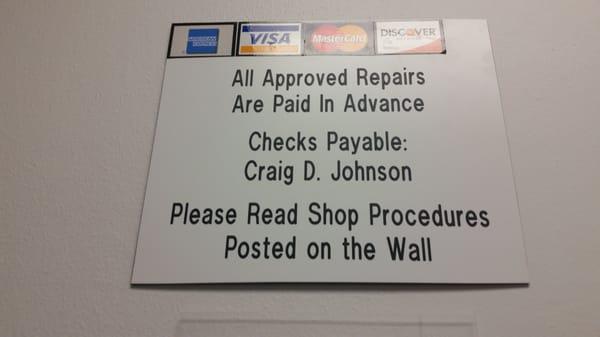 AMERICAN EXPRESS VISA MasterCard DISCOVER
All Approved Repairs
Are Paid In Advance
Checks Payable:
Craig D. Johnson
Please Read Shop Procedures
Posted on the Wall